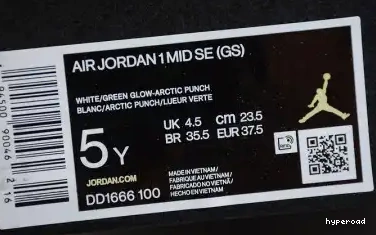 AIR JORDAN 1 MID SE (GS)
WHITE/GREEN GLOW-ARCTIC PUNCH
BLANC/ARCTIC PUNCH/LUEUR VERTE
5 Y
UK 4.5 cm 23.5
BR 35.5 EUR 37.5
JORDAN.COM
DD1666 100
MADE IN VIETNAM/
FABRIQUE AU VIETNAM/
FABRICADO NO VIETNÃ/
HECHO EN VIETNAM
hyperoad